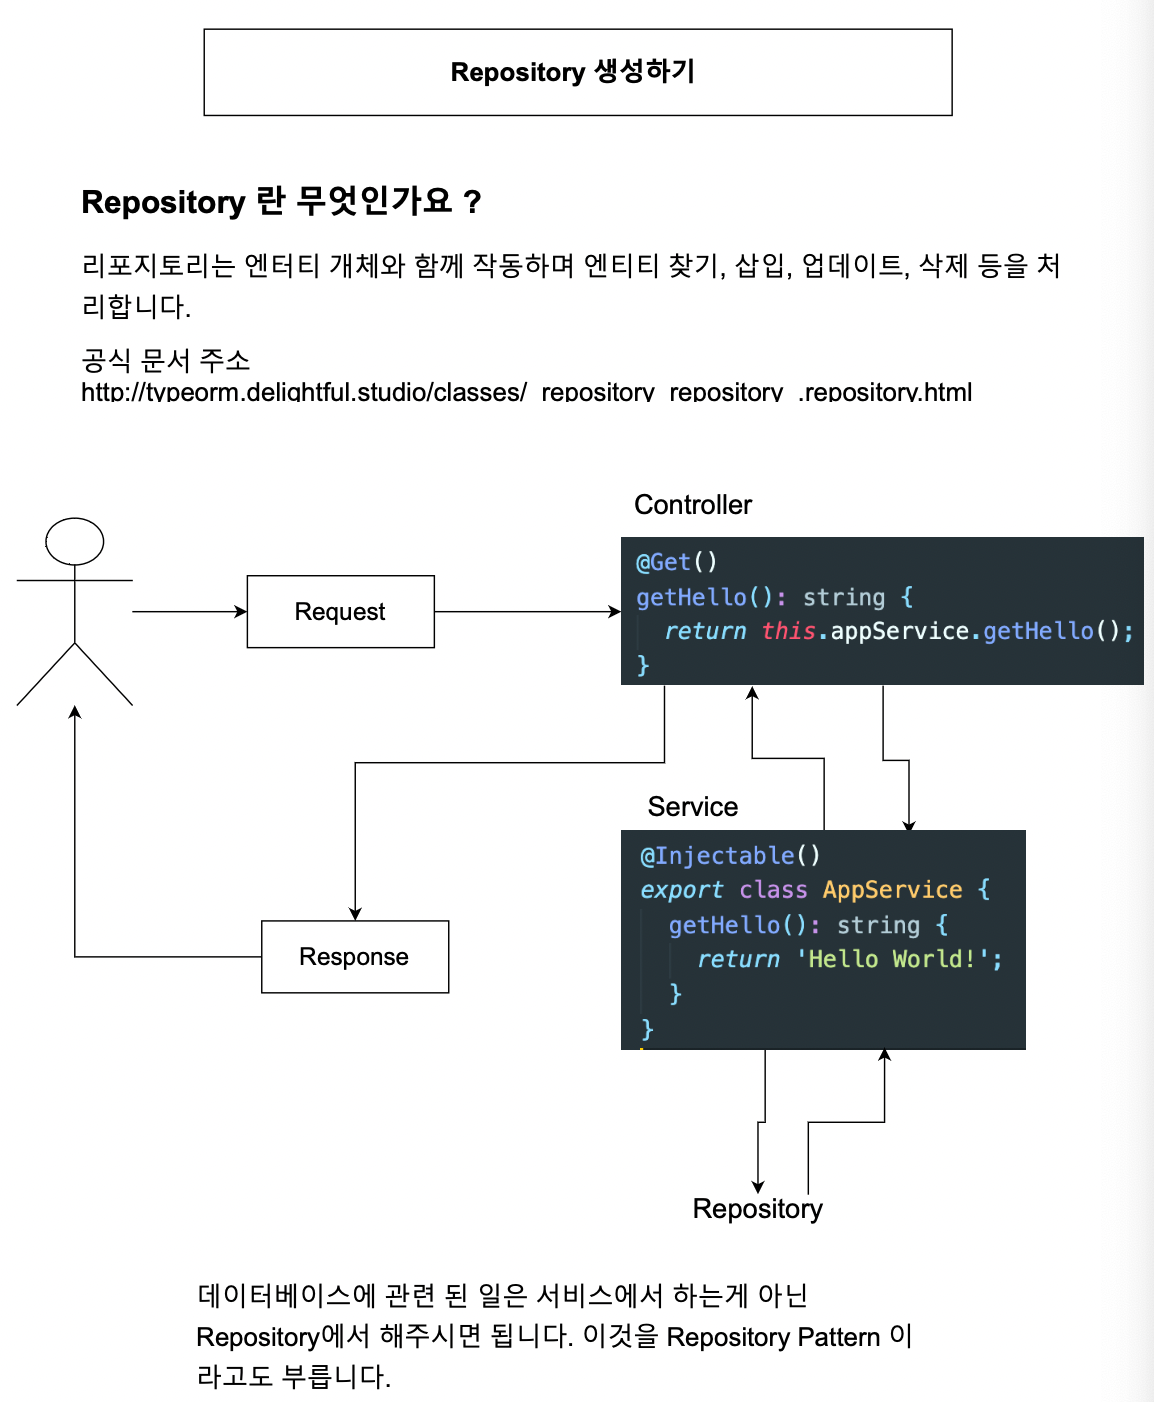 Repository 생성하기
Repository 란 무엇인가요 ?
리포지토리는 엔터티 개체와 함께 작동하며 엔티티 찾기, 삽입, 업데이트, 삭제 등을 처
리합니다.
공식 문서 주소
http://typeorm.delightful.studio/classes/_repository_repository_.repository.html
Controller
@Get()
getHello(): string {
return this.appService.getHello();
}
Request
Service
@Injectable()
export class AppService {
getHello(): string {
return 'Hello World!';
}
}
Response
Repository
데이터베이스에 관련 된 일은 서비스에서 하는게 아닌
Repository에서 해주시면 됩니다. 이것을 Repository Pattern 이
라고도 부릅니다.